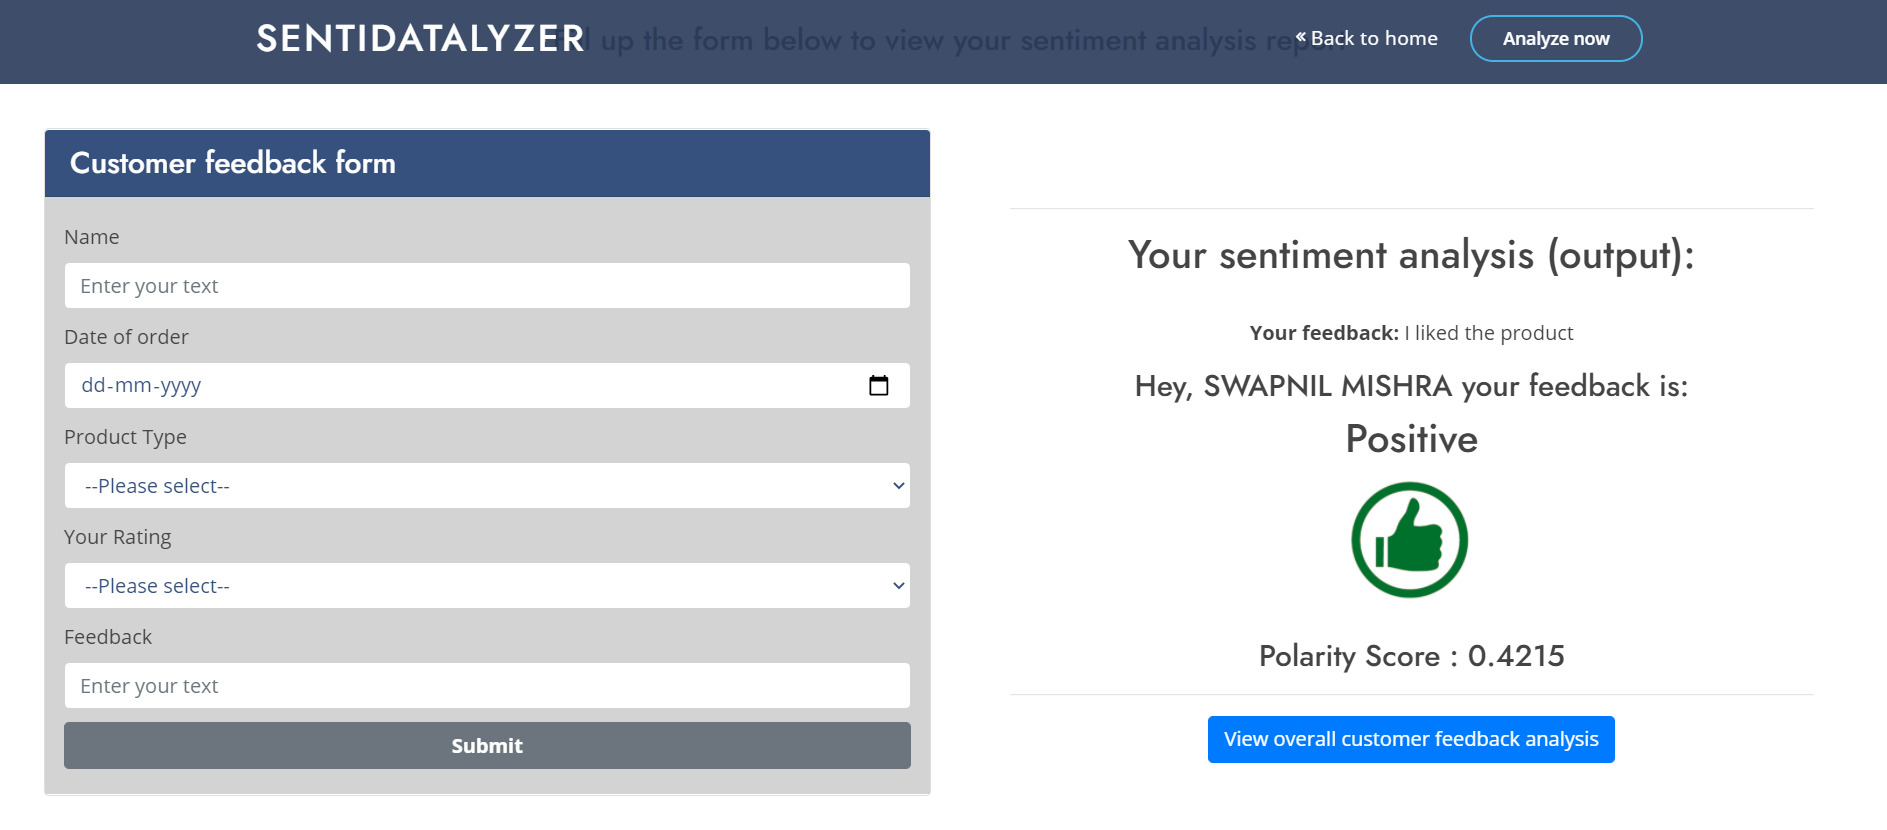 SENTIDATALYZER
up the form below to view your sentiment analysis
« Back to home
Analyze now
Customer feedback form
Name
Enter your text
Date of order
dd-mm-yyyy
Product Type
--Please select--
Your Rating
--Please select--
Feedback
Enter your text
Submit
Your sentiment analysis (output):
Your feedback: I liked the product
Hey, SWAPNIL MISHRA your feedback is:
Positive
Polarity Score : 0.4215
View overall customer feedback analysis